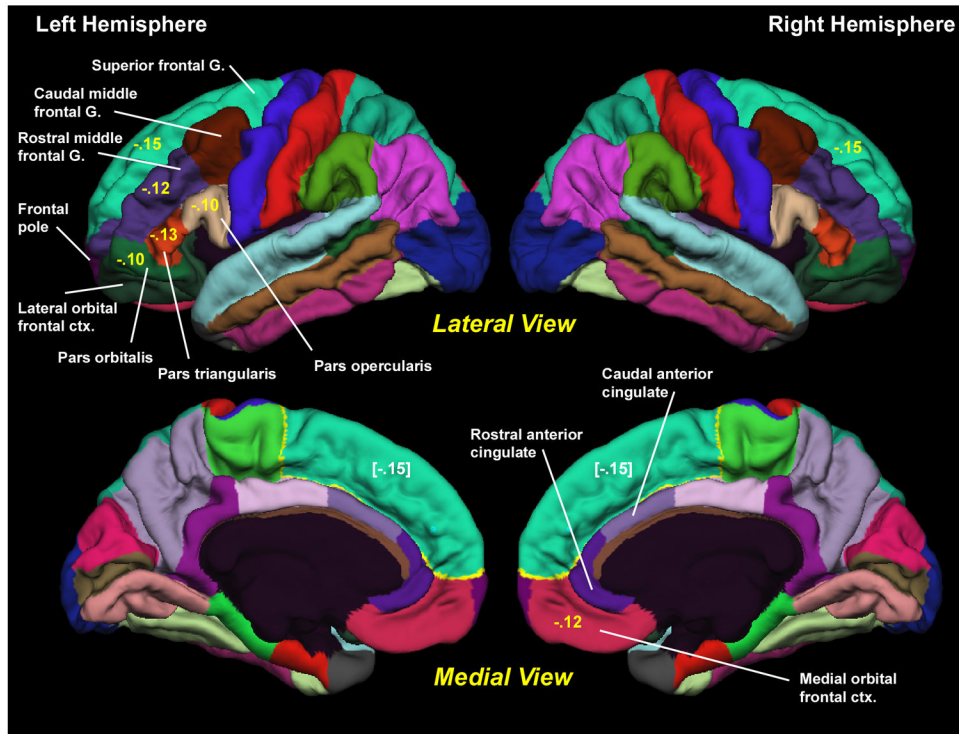 Left Hemisphere
Right Hemisphere
Superior frontal G.
Caudal middle
frontal G.
Rostral middle
frontal G.
-.15
-.15
-.12
-.10
Frontal
pole
-.13
-.10
Lateral orbital
frontal ctx.
Lateral View
Pars orbitalis
Pars triangularis
Pars opercularis
Caudal anterior
cingulate
Rostral anterior
cingulate
[-.15]
[-.15]
-.12
Medial View
Medial orbital
frontal ctx.